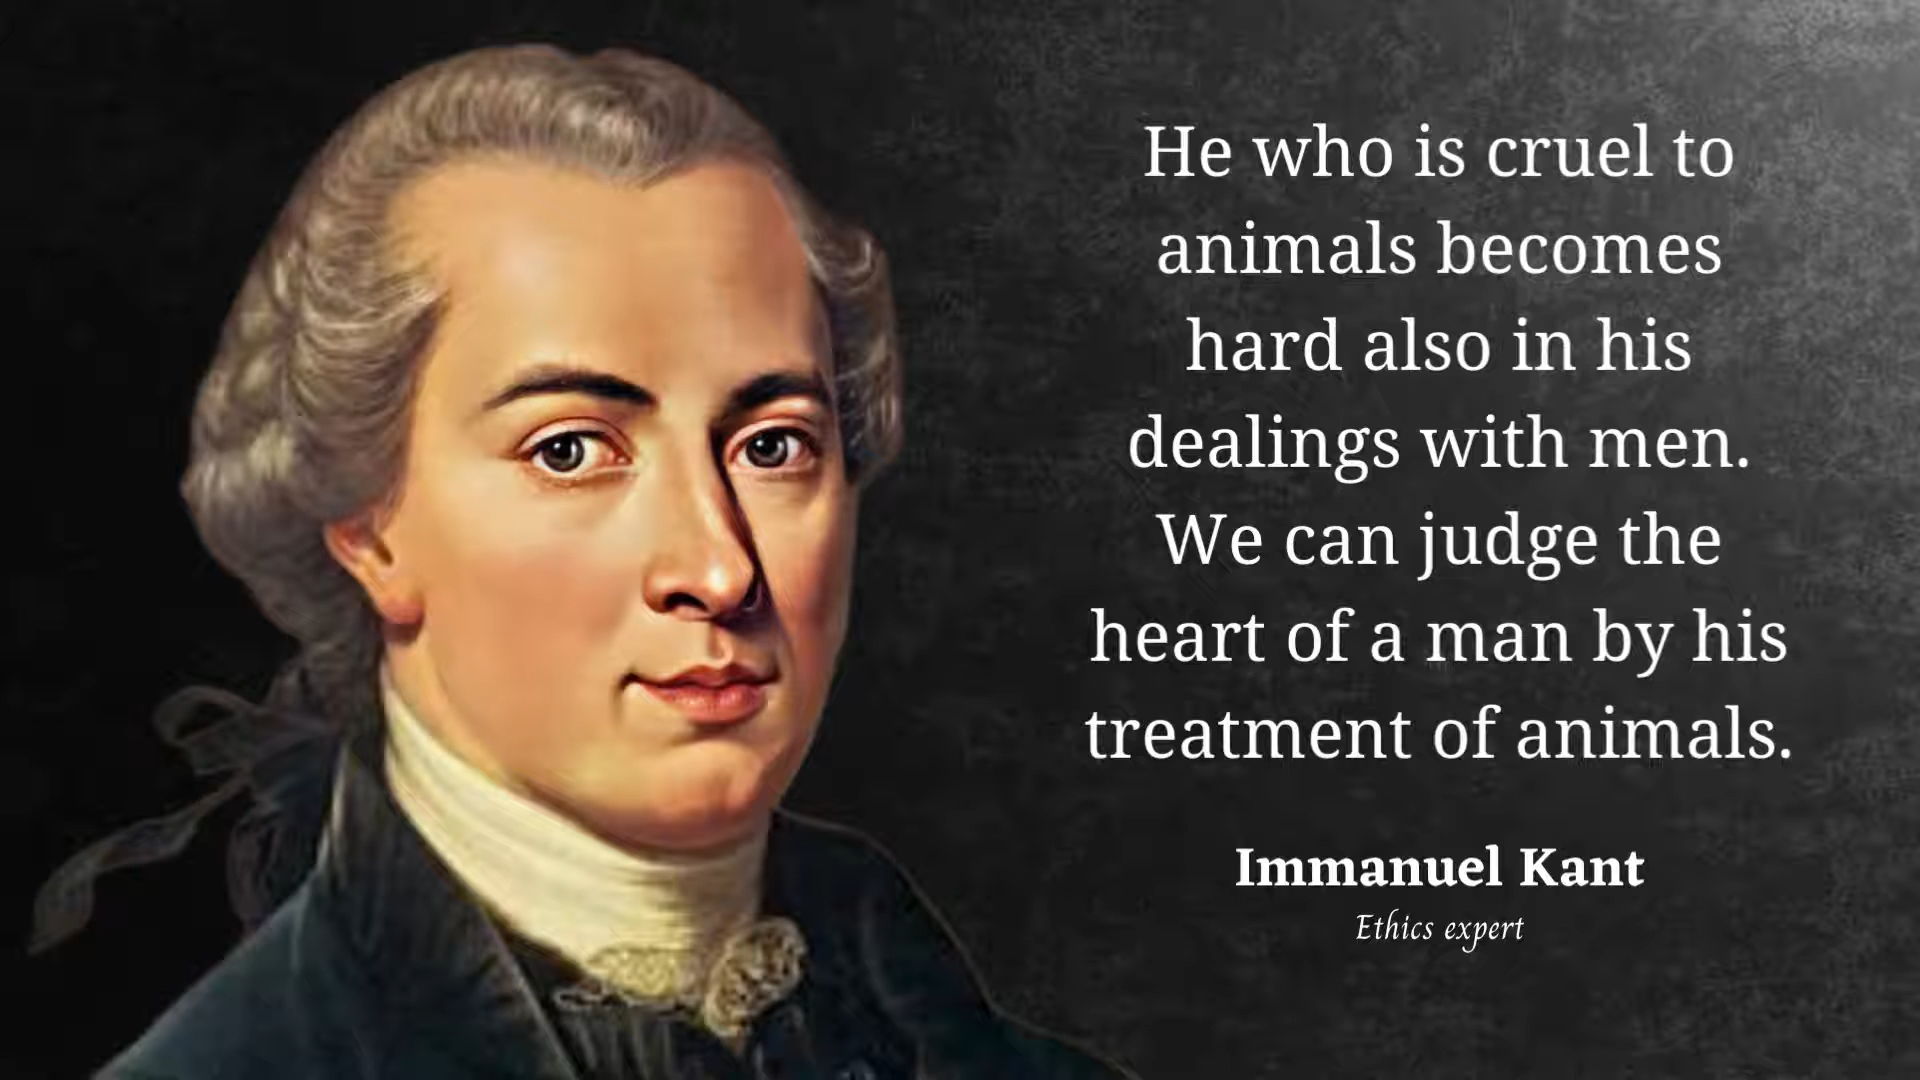 He who is cruel to
animals becomes
hard also in his
dealings with men.
We can judge the
heart of a man by his
treatment of animals.
Immanuel Kant
Ethics expert